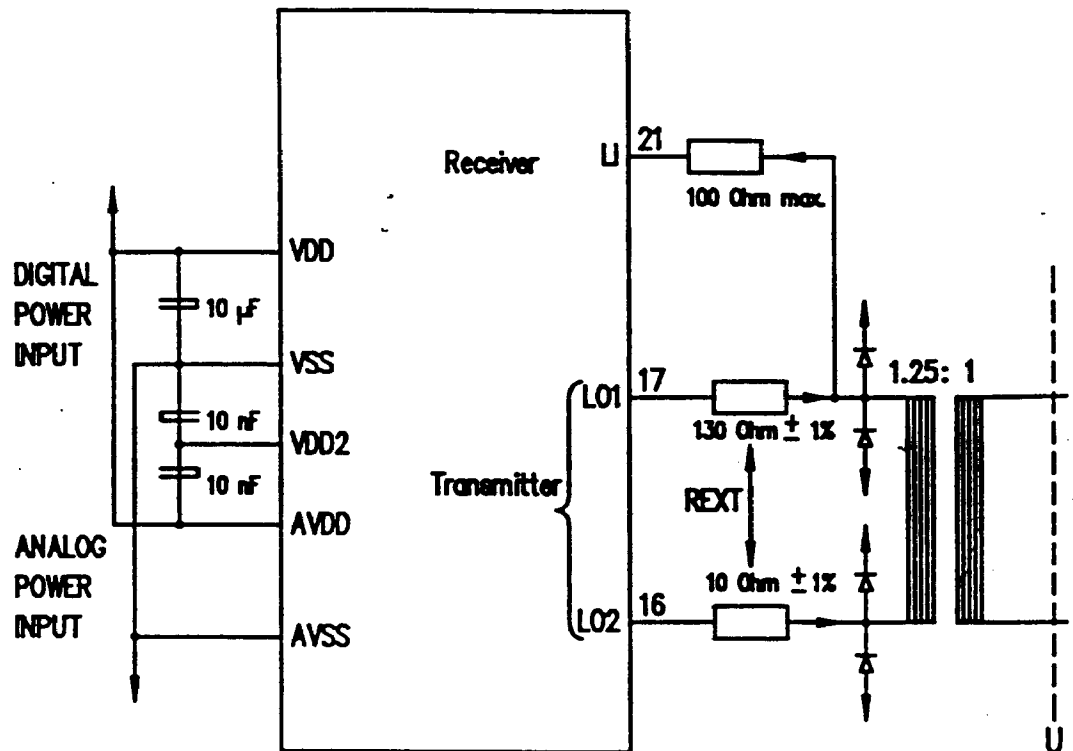 DIGITAL
POWER
INPUT
ANALOG
POWER
INPUT
10 µF
10 nF
10 nF
VDD
VSS
VDD2
AVDD
AVSS
Receiver
Transmitter
LI
21
100 Ohm max.
LO1
17
130 Ohm ± 1%
REXT
10 Ohm ± 1%
LO2
16
1.25: 1
U